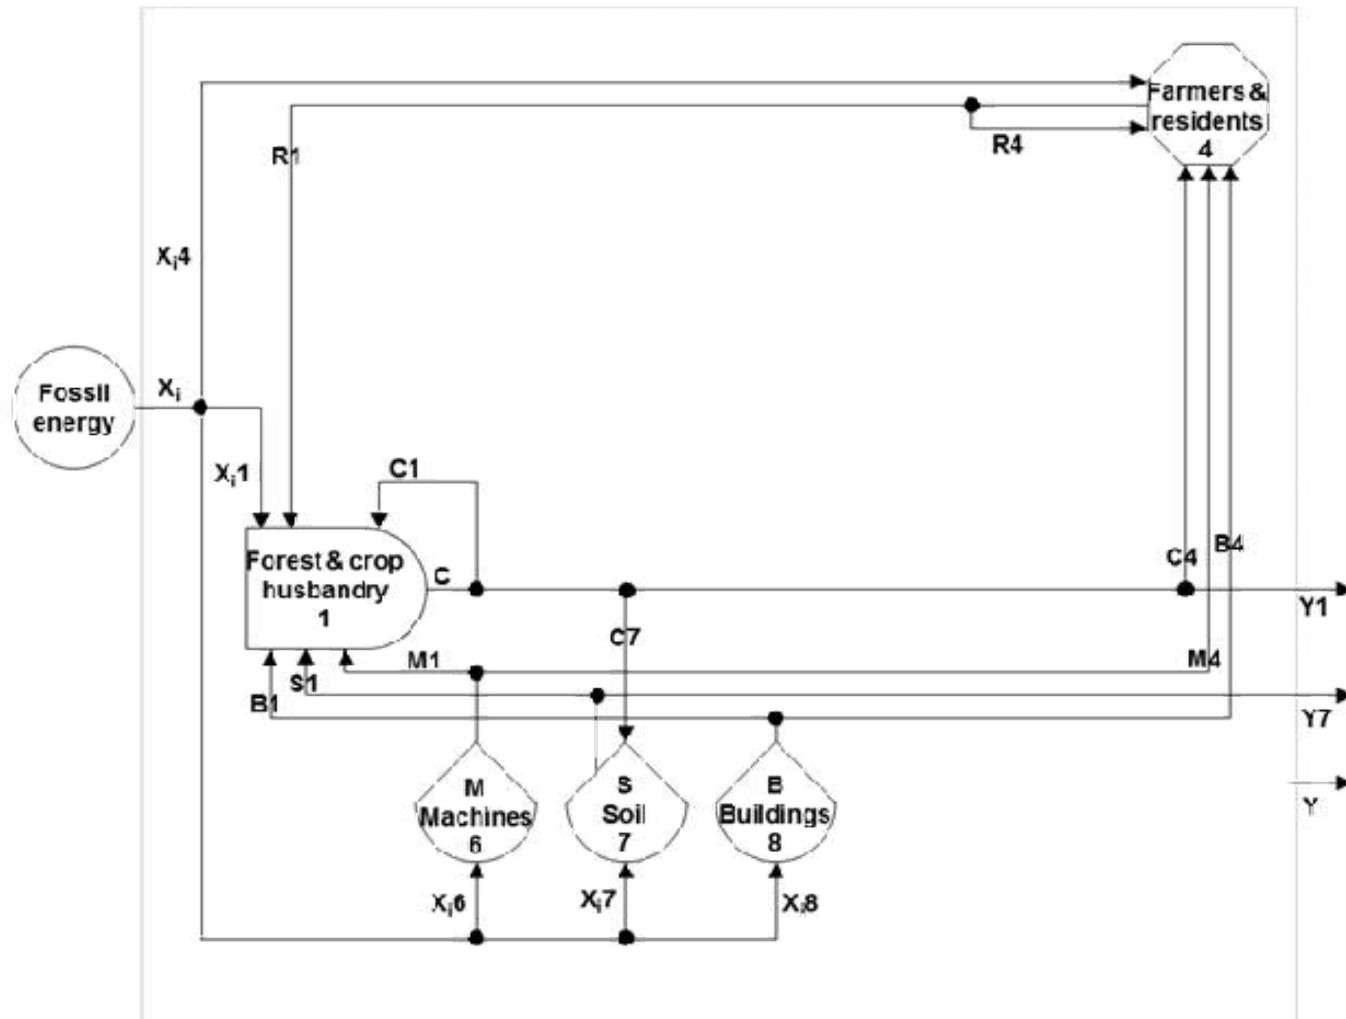 Farmers &
residents
4
R1
R4
Xi4
Fossil
energy
Xi
Xi1
C1
Forest & crop
husbandry
1
C
C4
B4
Y1
C7
M1
M4
S1
B1
Y7
M
Machines
6
S
Soil
7
B
Buildings
8
Y
Xi6
Xi7
Xi8